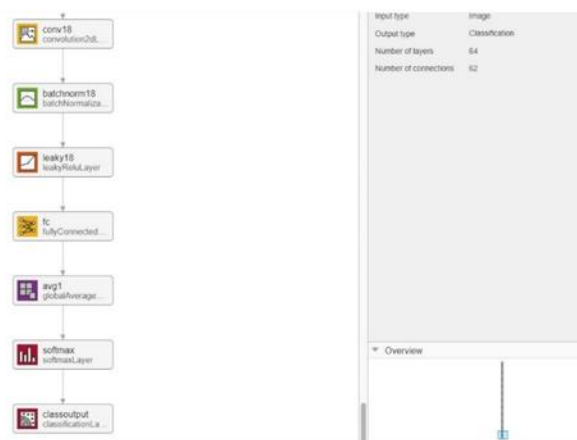 conv18
convolution2dL...
batchnorm18
batchNormaliza...
leaky18
leakyReluLayer
fc
fullyConnected...
avg1
globalAverage...
softmax
softmaxLayer
classoutput
classificationLa...
Input type Image
Output type Classification
Number of layers 64
Number of connections 62
Overview